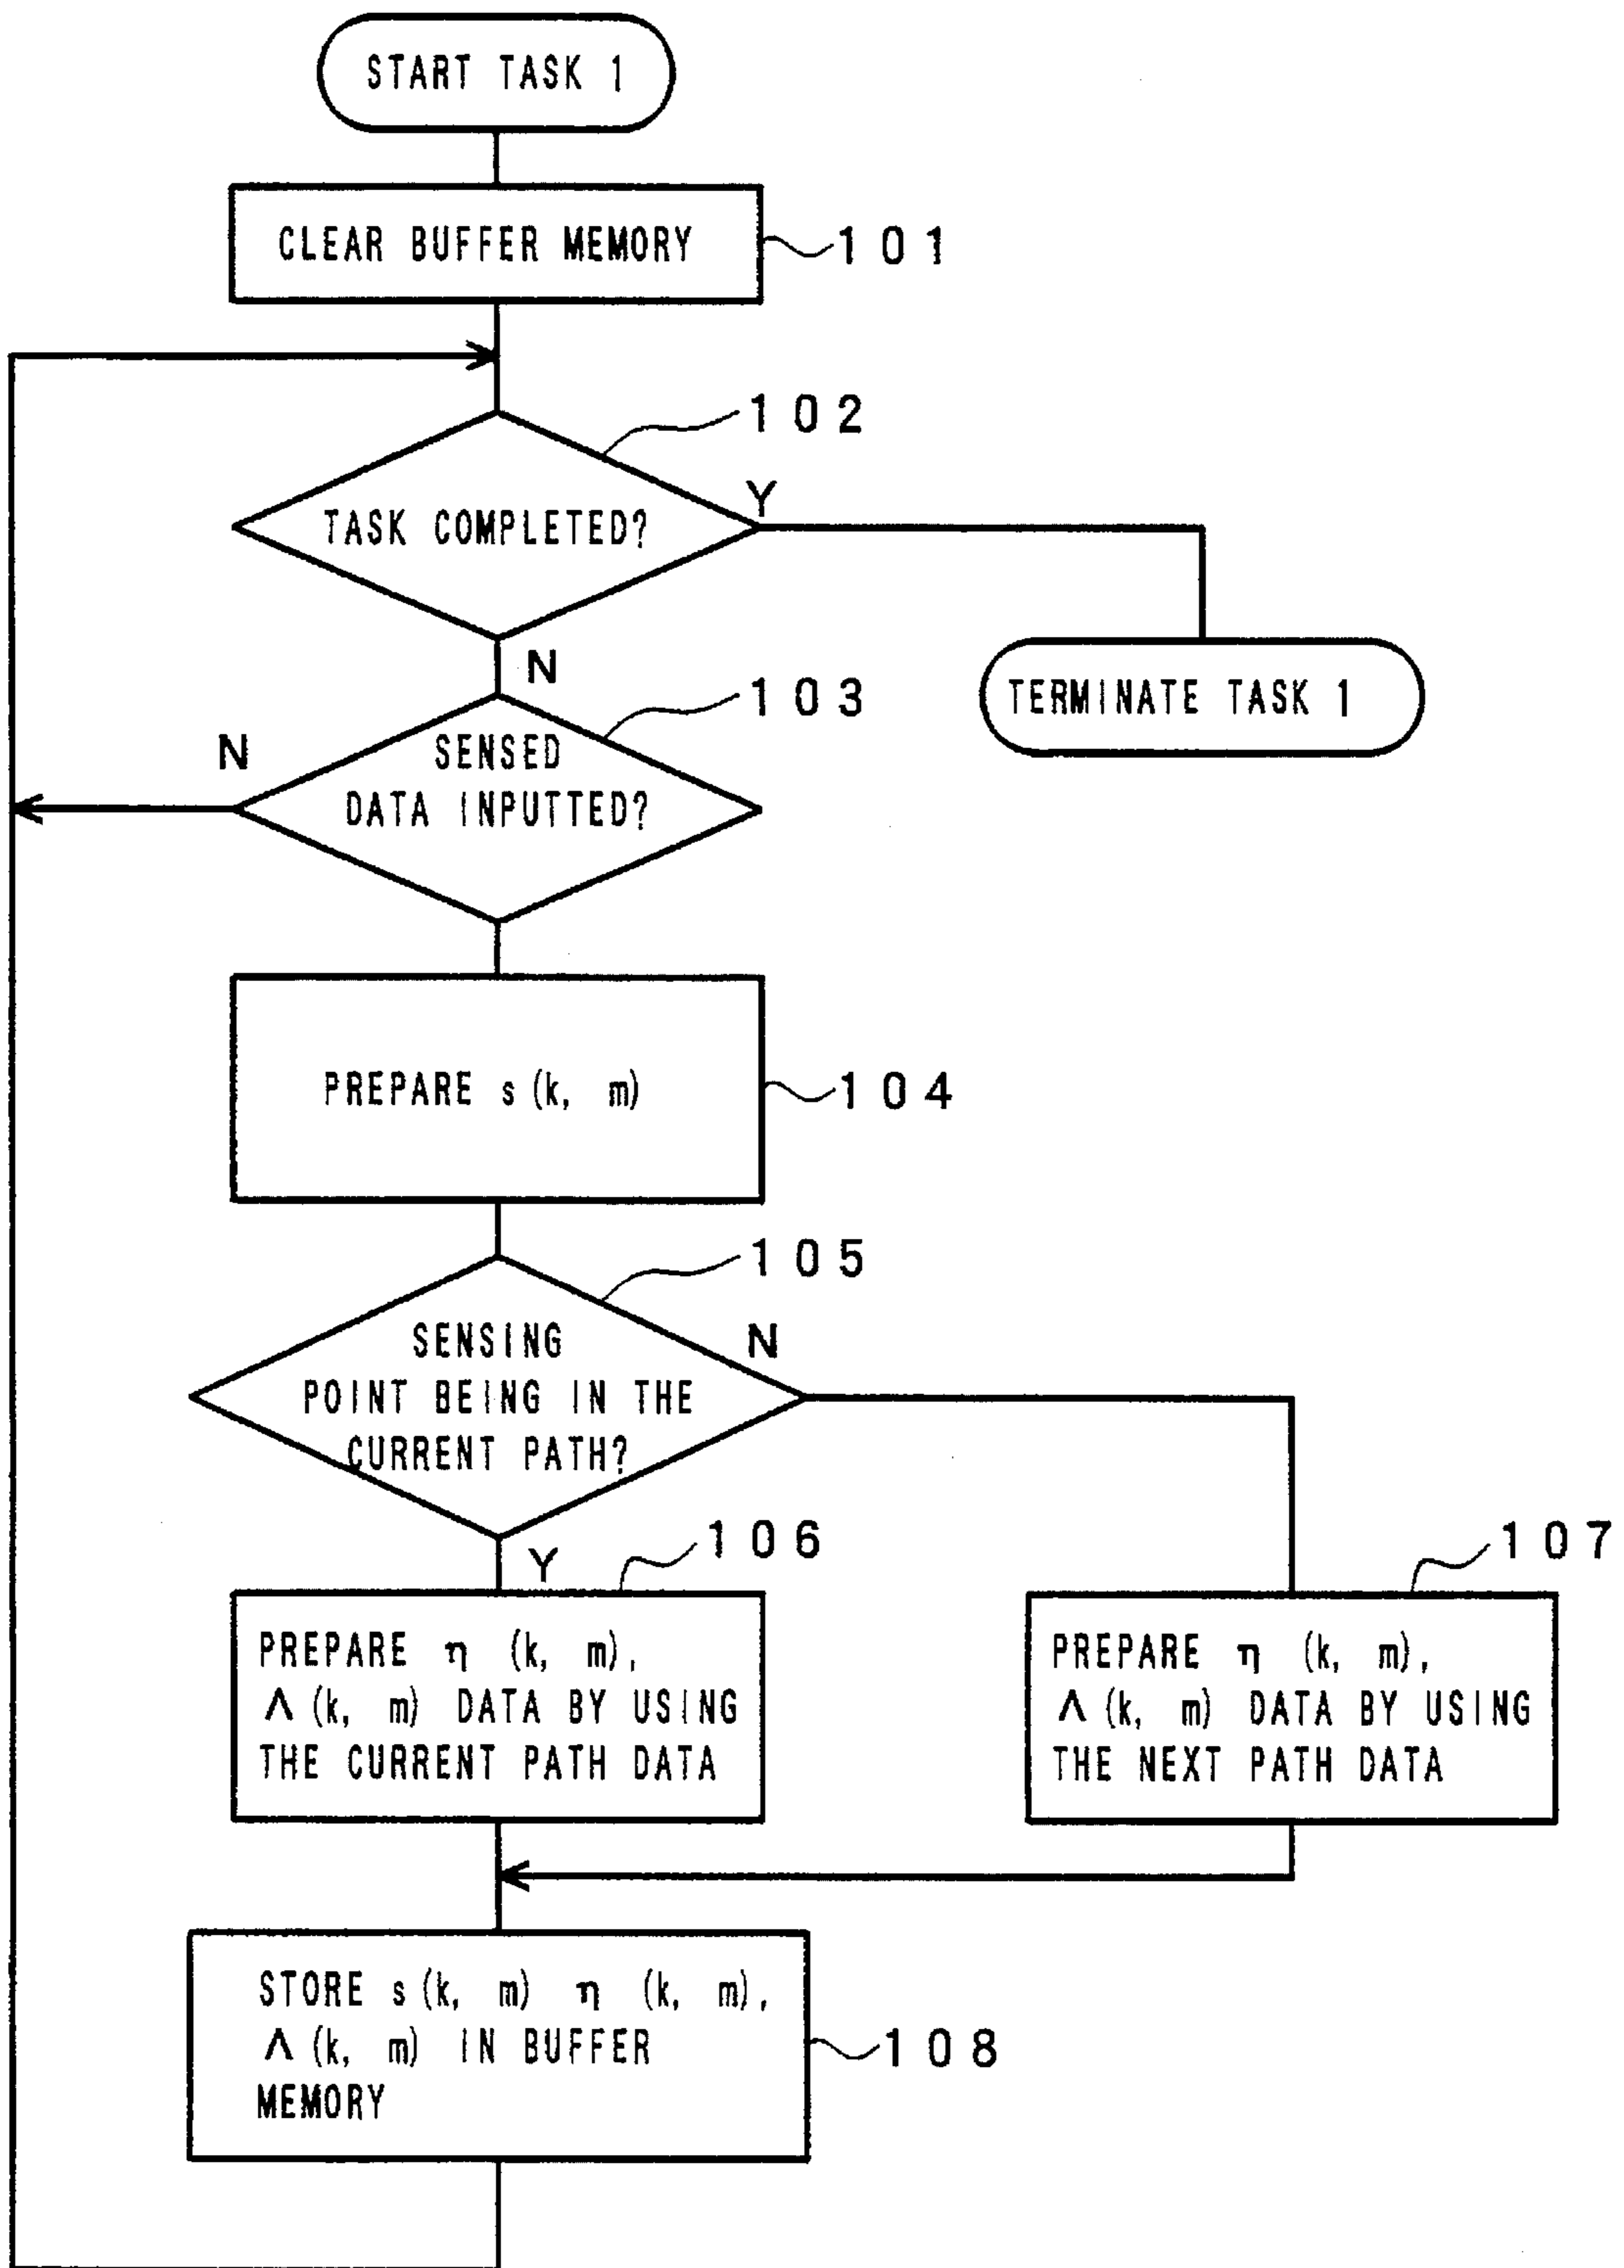 START TASK 1
CLEAR BUFFER MEMORY
101
102
TASK COMPLETED?
Y
N
TERMINATE TASK 1
103
N
SENSED
DATA INPUTTED?
PREPARE s (k, m)
104
105
SENSING
POINT BEING IN THE
CURRENT PATH?
N
Y
106
PREPARE η (k, m),
Λ (k, m) DATA BY USING
THE CURRENT PATH DATA
107
PREPARE η (k, m),
Λ (k, m) DATA BY USING
THE NEXT PATH DATA
STORE s (k, m) η (k, m),
Λ (k, m) IN BUFFER
MEMORY
108